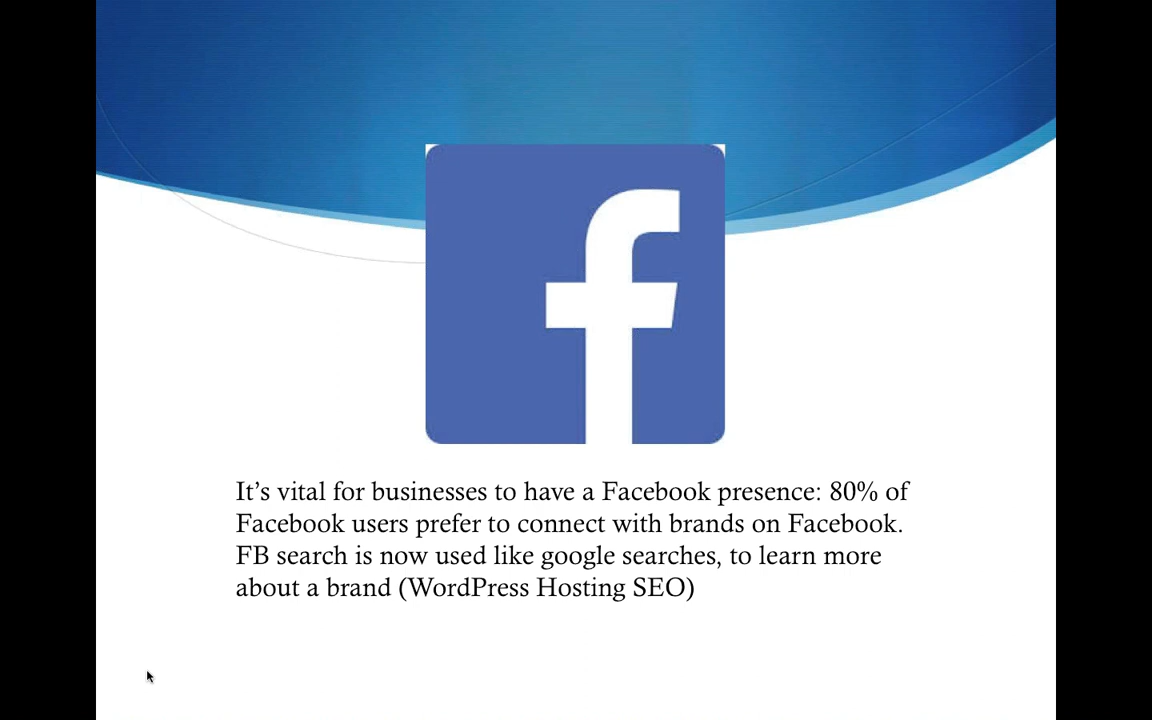 It’s vital for businesses to have a Facebook presence: 80% of
Facebook users prefer to connect with brands on Facebook.
FB search is now used like google searches, to learn more
about a brand (WordPress Hosting SEO)